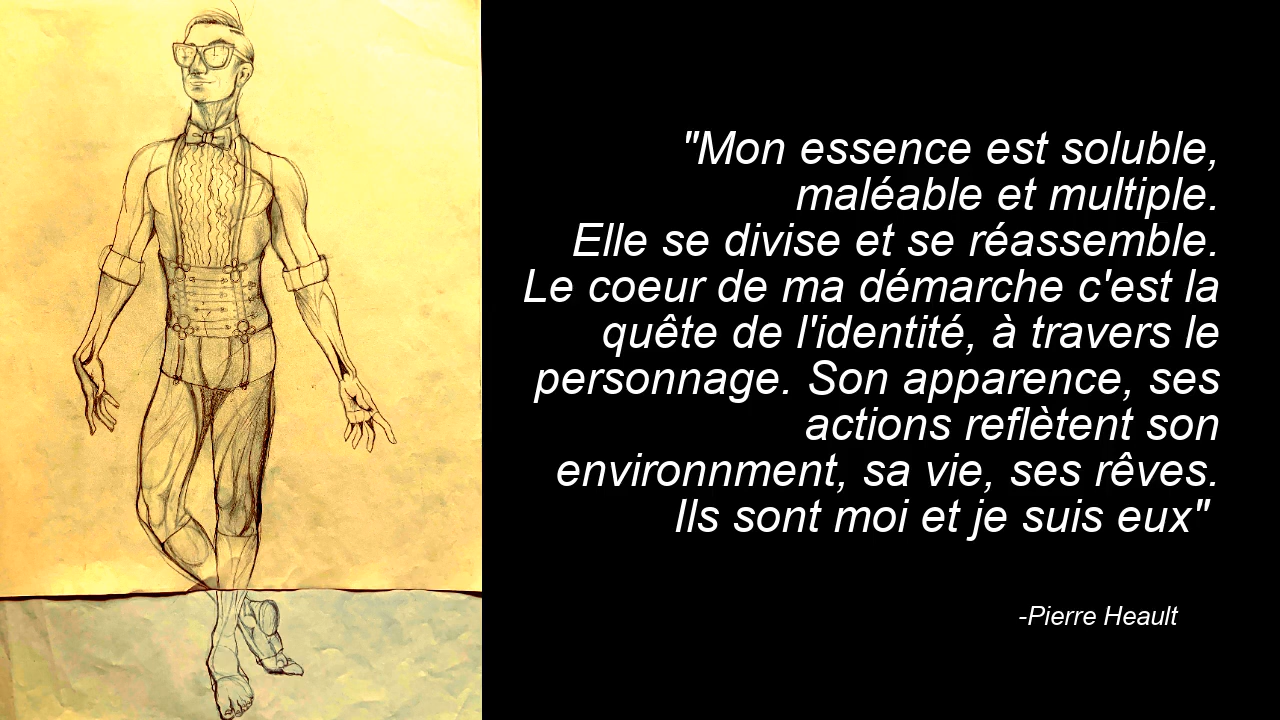 "Mon essence est soluble,
maléable et multiple.
Elle se divise et se réassemble.
Le coeur de ma démarche c'est la
quête de l'identité, à travers le
personnage. Son apparence, ses
actions reflètent son
environnment, sa vie, ses rêves.
Ils sont moi et je suis eux"
-Pierre Heault